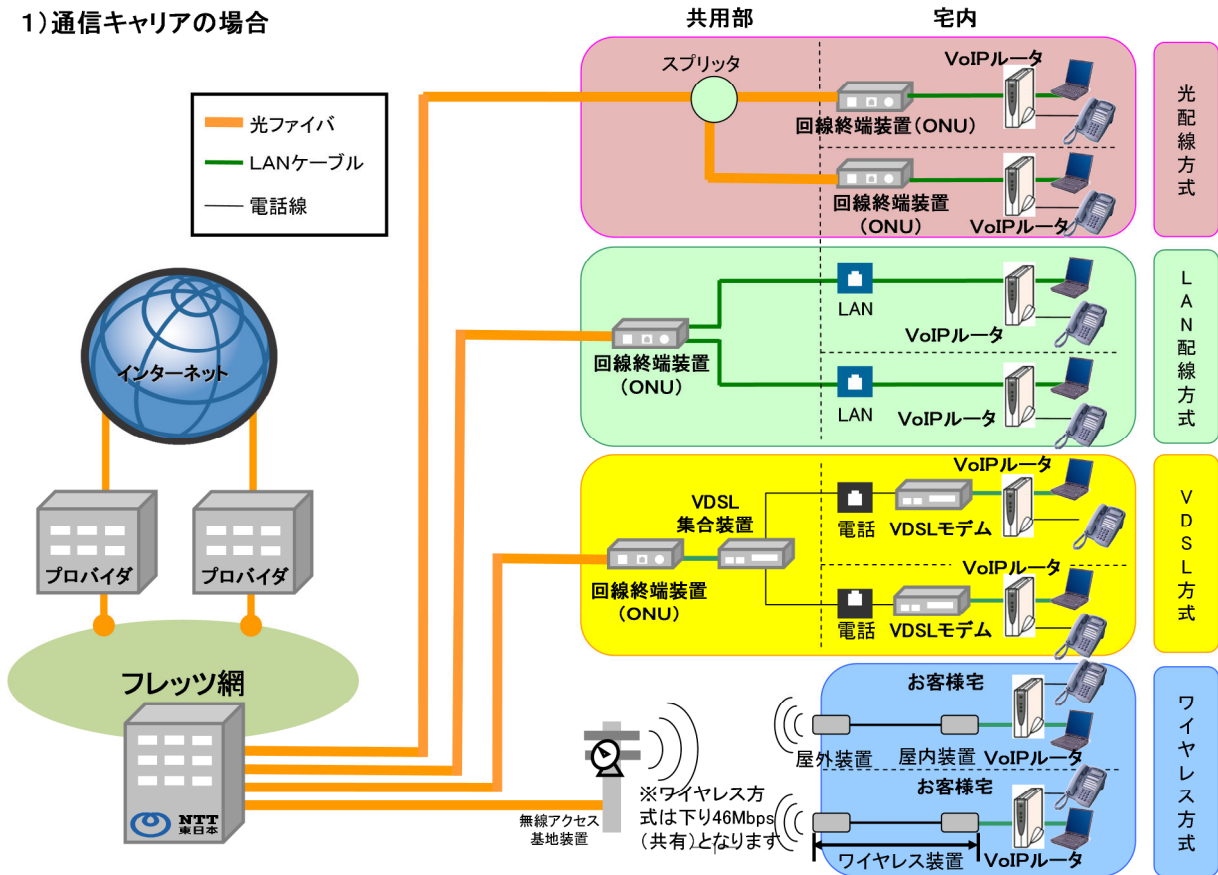 1)通信キャリアの場合
共用部
宅内
光ファイバ
LANケーブル
電話線
スプリッタ
VoIPルータ
回線終端装置(ONU)
回線終端装置
(ONU)
VoIPルータ
光配線方式
インターネット
プロバイダ
プロバイダ
フレッツ網
NTT
東日本
回線終端装置
(ONU)
LAN
VoIPルータ
LAN
VoIPルータ
LAN配線方式
VDSL
集合装置
回線終端装置
(ONU)
VoIPルータ
電話
VDSLモデム
VoIPルータ
電話
VDSLモデム
VDSL方式
無線アクセス
基地装置
※ワイヤレス方
式は下り46Mbps
(共有)となります
お客様宅
屋外装置
屋内装置
VoIPルータ
お客様宅
ワイヤレス装置
VoIPルータ
ワイヤレス方式